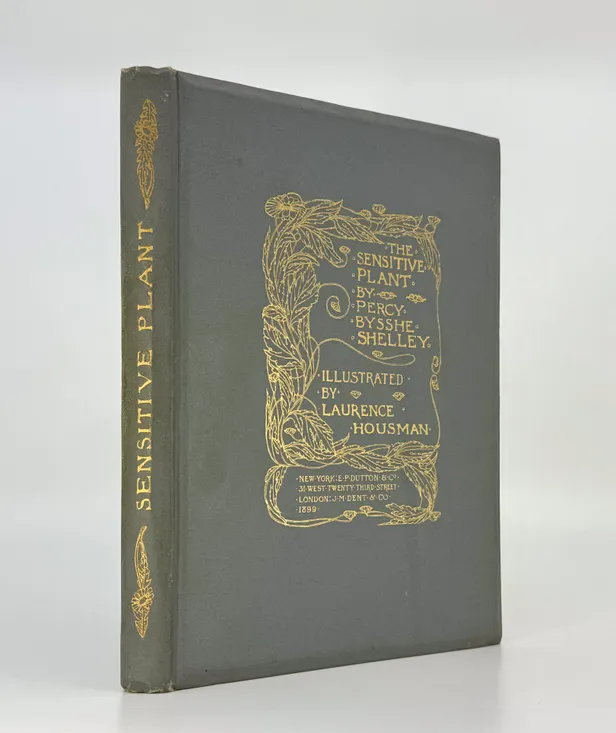 SENSITIVE PLANT
·THE·
·SENSITIVE·
·PLANT·
·BY·
·PERCY·
·BYSSHE·
·SHELLEY·
·ILLUSTRATED·
·BY·
LAURENCE·
·HOUSMAN·
·NEW·YORK:E·P·DUTTON·&·Co·
·31·WEST·TWENTY·THIRD·STREET·
·LONDON:J·M·DENT·&·CO·
·1899·